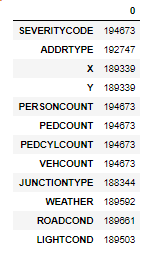 0
SEVERITYCODE 194673
ADDRTYPE 192747
X 189339
Y 189339
PERSONCOUNT 194673
PEDCOUNT 194673
PEDCYLCOUNT 194673
VEHCOUNT 194673
JUNCTIONTYPE 188344
WEATHER 189592
ROADCOND 189661
LIGHTCOND 189503